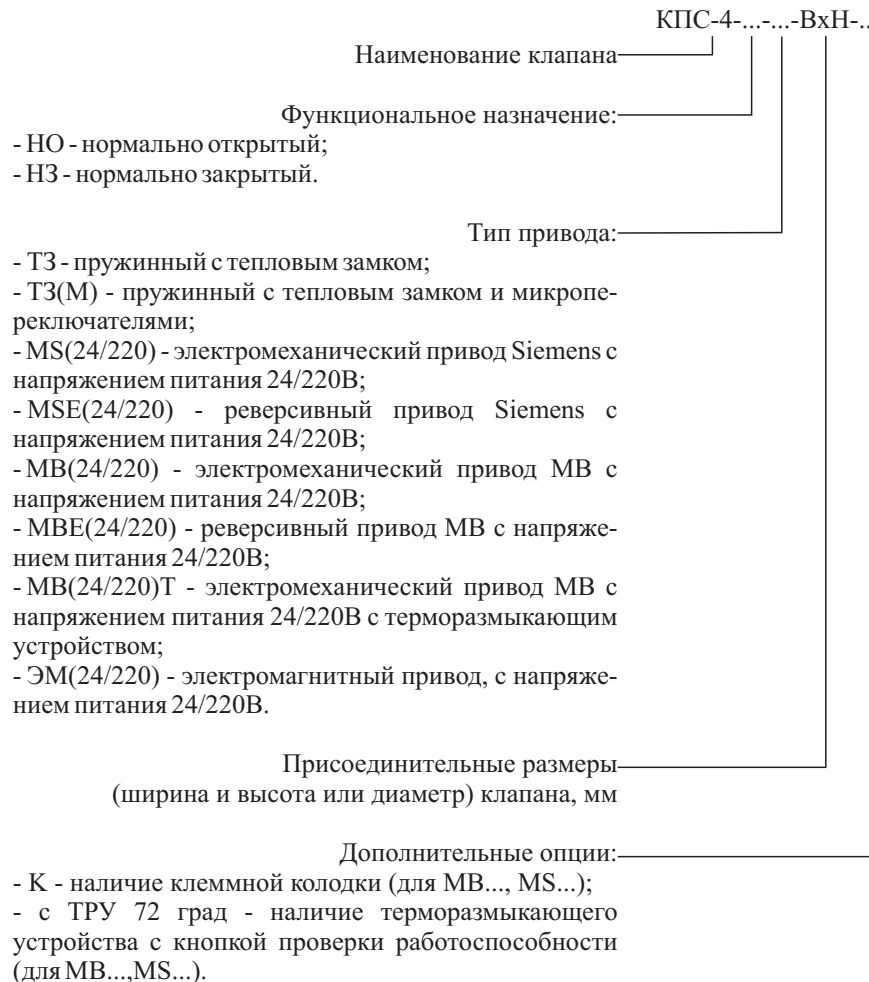 КПС-4-...-...-ВхН-..
Наименование клапана
Функциональное назначение:
- НО - нормально открытый;
- НЗ - нормально закрытый.
Тип привода:
- ТЗ - пружинный с тепловым замком;
- ТЗ(М) - пружинный с тепловым замком и микропе-
реключателями;
- MS(24/220) - электромеханический привод Siemens с
напряжением питания 24/220В;
- MSE(24/220) - реверсивный привод Siemens с
напряжением питания 24/220В;
- МВ(24/220) - электромеханический привод МВ с
напряжением питания 24/220В;
- МВЕ(24/220) - реверсивный привод МВ с напряже-
нием питания 24/220В;
- МВ(24/220)Т - электромеханический привод МВ с
напряжением питания 24/220В с терморазмыкающим
устройством;
- ЭМ(24/220) - электромагнитный привод, с напряже-
нием питания 24/220В.
Присоединительные размеры
(ширина и высота или диаметр) клапана, мм
Дополнительные опции:
- К - наличие клеммной колодки (для МВ..., MS...);
- с ТРУ 72 град - наличие терморазмыкающего
устройства с кнопкой проверки работоспособности
(для МВ...,MS...).